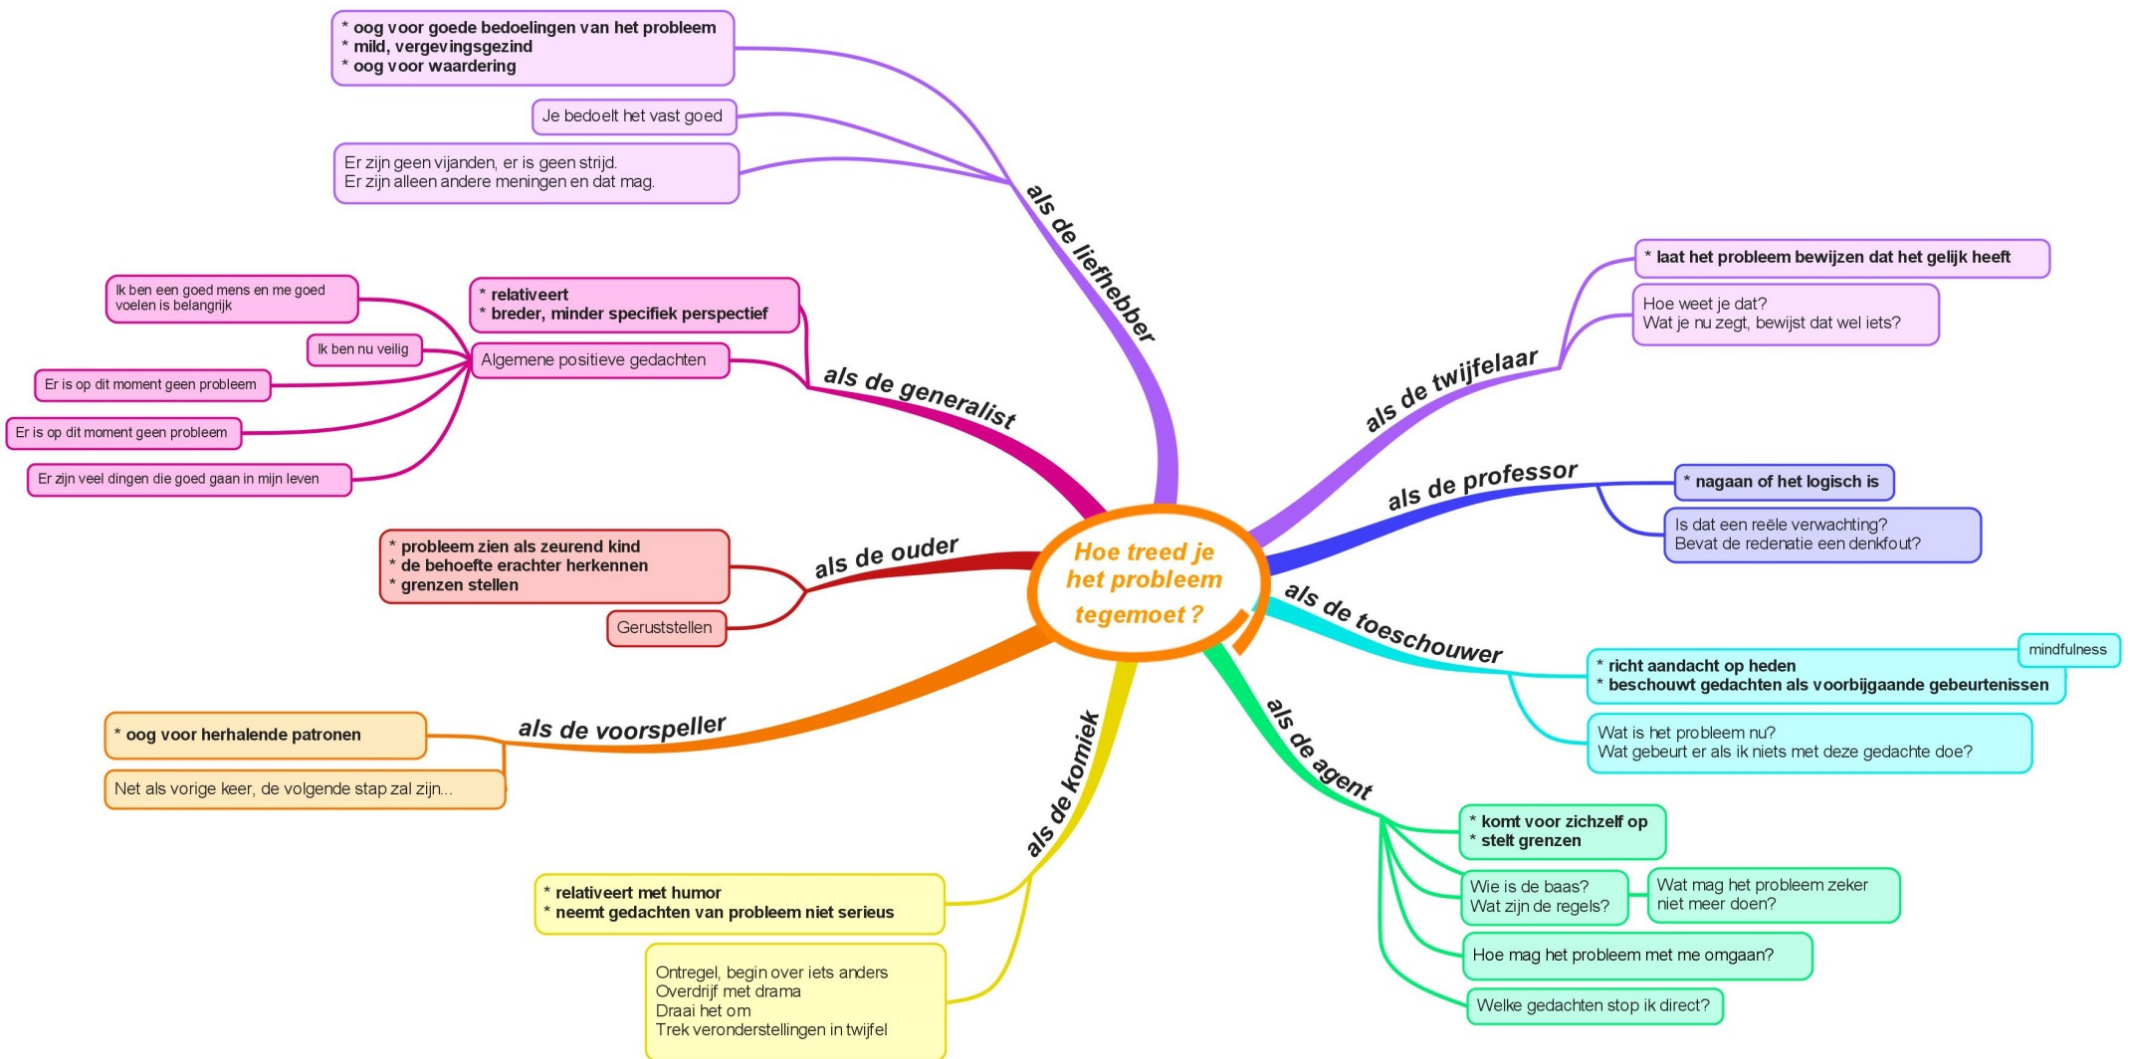 Hoe treed je
het probleem
tegemoet ?
als de liefhebber
* oog voor goede bedoelingen van het probleem
* mild, vergevingsgezind
* oog voor waardering
Je bedoelt het vast goed
Er zijn geen vijanden, er is geen strijd.
Er zijn alleen andere meningen en dat mag.
als de twijfelaar
* laat het probleem bewijzen dat het gelijk heeft
Hoe weet je dat?
Wat je nu zegt, bewijst dat wel iets?
als de professor
* nagaan of het logisch is
Is dat een reële verwachting?
Bevat de redenatie een denkfout?
als de toeschouwer
mindfulness
* richt aandacht op heden
* beschouwt gedachten als voorbijgaande gebeurtenissen
Wat is het probleem nu?
Wat gebeurt er als ik niets met deze gedachte doe?
als de agent
* komt voor zichzelf op
* stelt grenzen
Wie is de baas?
Wat zijn de regels?
Wat mag het probleem zeker
niet meer doen?
Hoe mag het probleem met me omgaan?
Welke gedachten stop ik direct?
als de komiek
* relativeert met humor
* neemt gedachten van probleem niet serieus
Ontregel, begin over iets anders
Overdrijf met drama
Draai het om
Trek veronderstellingen in twijfel
als de voorspeller
* oog voor herhalende patronen
Net als vorige keer, de volgende stap zal zijn...
als de ouder
* probleem zien als zeurend kind
* de behoefte erachter herkennen
* grenzen stellen
Geruststellen
als de generalist
* relativeert
* breder, minder specifiek perspectief
Algemene positieve gedachten
Ik ben een goed mens en me goed
voelen is belangrijk
Ik ben nu veilig
Er is op dit moment geen probleem
Er is op dit moment geen probleem
Er zijn veel dingen die goed gaan in mijn leven